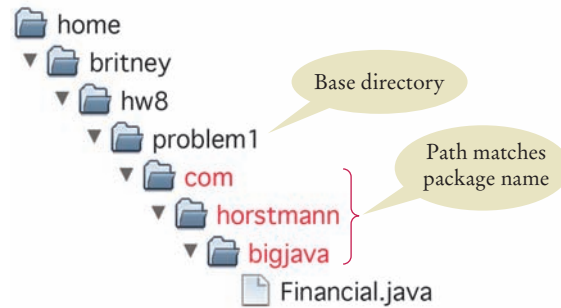 home
britney
hw8
problem1
com
horstmann
bigjava
Financial.java
Base directory
Path matches
package name